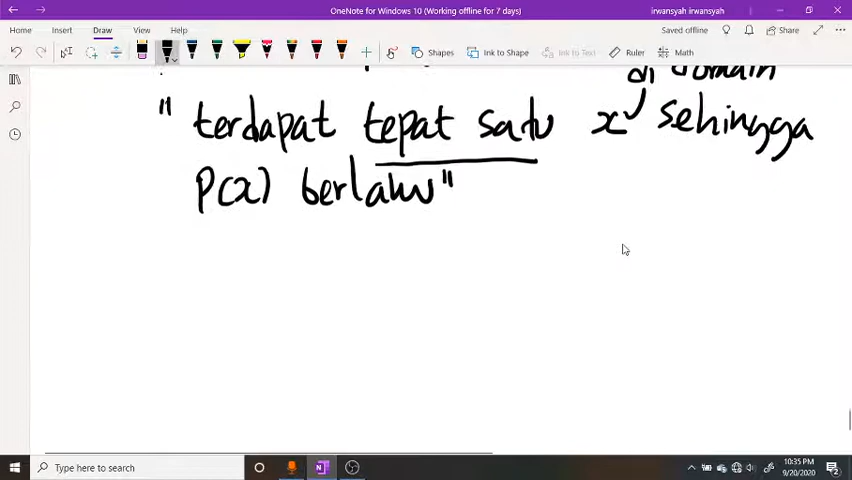 OneNote for Windows 10 (Working offline for 7 days)
irwansyah irwansyah
Home Insert Draw View Help
Saved offline Share
Shapes Ink to Shape Ink to Text Ruler Math
di domain
" terdapat tepat satu x sehingga
P(x) berlaku"
Type here to search
10:35 PM
9/20/2020